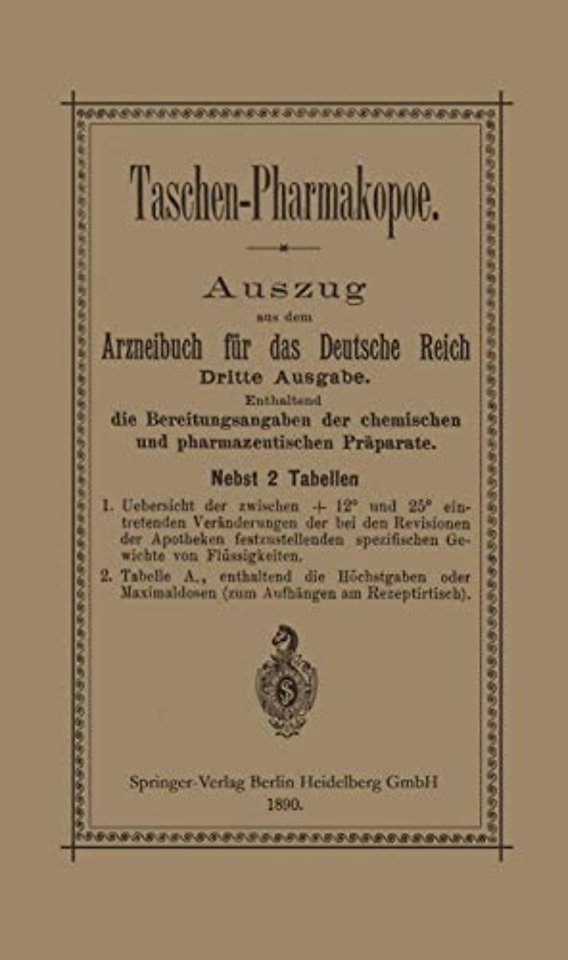 Taschen-Pharmakopoe.
Auszug
aus dem
Arzneibuch für das Deutsche Reich
Dritte Ausgabe.
Enthaltend
die Bereitungsangaben der chemischen
und pharmazeutischen Präparate.
Nebst 2 Tabellen
1. Uebersicht der zwischen + 12° und 25° ein-
tretenden Veränderungen der bei den Revisionen
der Apotheken festzustellenden spezifischen Ge-
wichte von Flüssigkeiten.
2. Tabelle A., enthaltend die Höchstgaben oder
Maximaldosen (zum Aufhängen am Rezeptirtisch).
S
Springer-Verlag Berlin Heidelberg GmbH
1890.